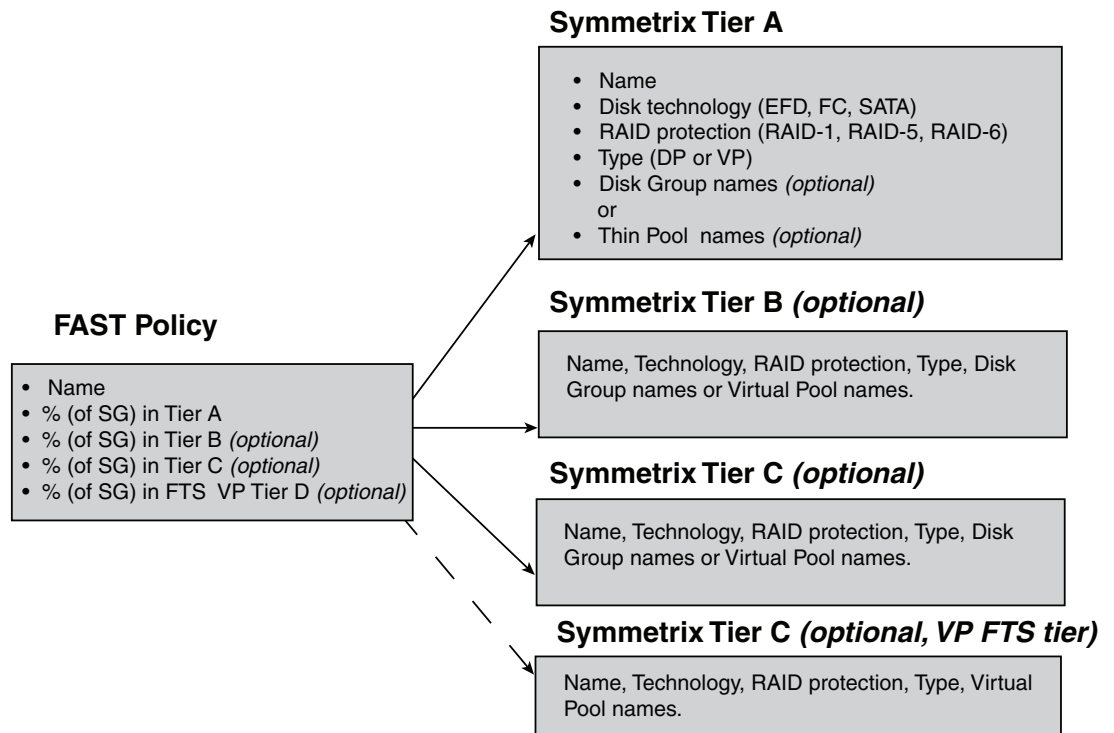 Symmetrix Tier A
• Name
• Disk technology (EFD, FC, SATA)
• RAID protection (RAID-1, RAID-5, RAID-6)
• Type (DP or VP)
• Disk Group names (optional)
or
• Thin Pool names (optional)
Symmetrix Tier B (optional)
Name, Technology, RAID protection, Type, Disk
Group names or Virtual Pool names.
FAST Policy
• Name
• % (of SG) in Tier A
• % (of SG) in Tier B (optional)
• % (of SG) in Tier C (optional)
• % (of SG) in FTS VP Tier D (optional)
Symmetrix Tier C (optional)
Name, Technology, RAID protection, Type, Disk
Group names or Virtual Pool names.
Symmetrix Tier C (optional, VP FTS tier)
Name, Technology, RAID protection, Type, Virtual
Pool names.